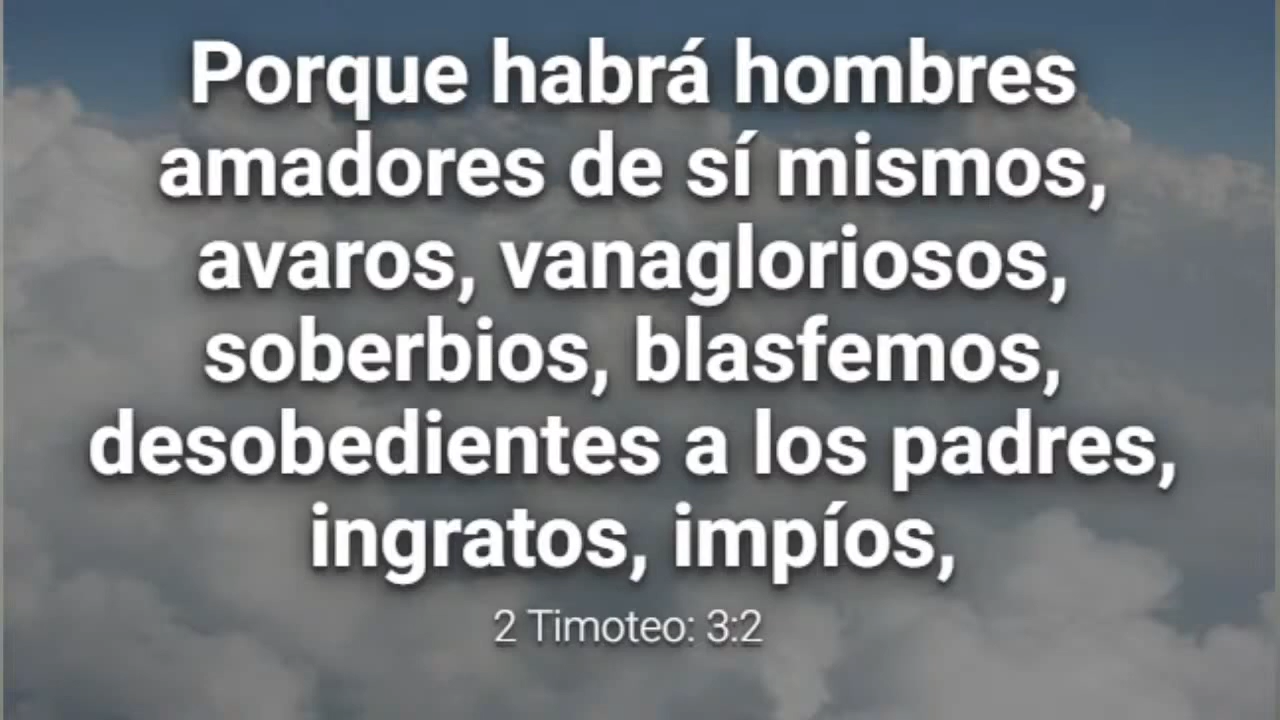 Porque habrá hombres
amadores de sí mismos,
avaros, vanagloriosos,
soberbios, blasfemos,
desobedientes a los padres,
ingratos, impíos,
2 Timoteo: 3:2